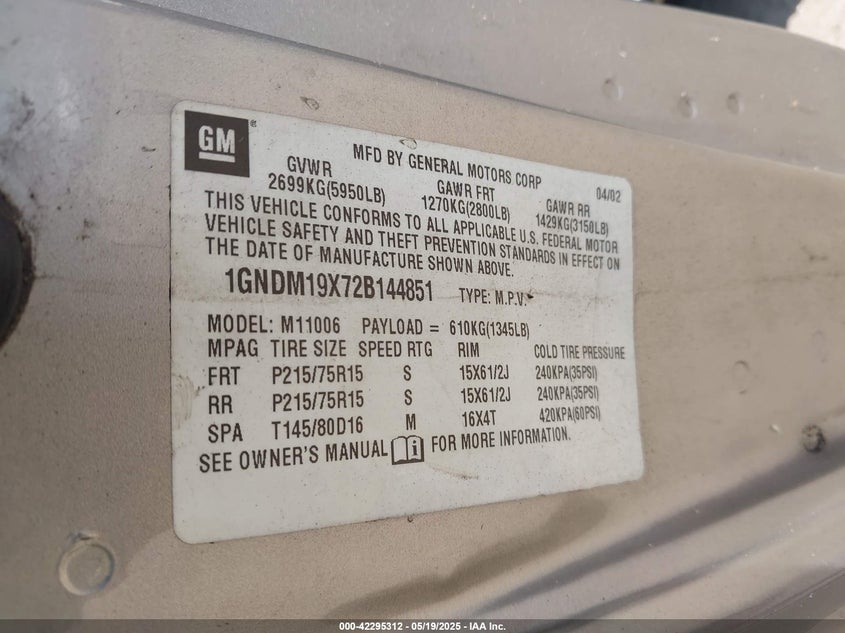 GM
MFD BY GENERAL MOTORS CORP 04/02
GVWR GAWR FRT GAWR RR
2699KG(5950LB) 1270KG(2800LB) 1429KG(3150LB)
THIS VEHICLE CONFORMS TO ALL APPLICABLE U.S. FEDERAL MOTOR
VEHICLE SAFETY AND THEFT PREVENTION STANDARDS IN EFFECT ON
THE DATE OF MANUFACTURE SHOWN ABOVE.
1GNDM19X72B144851 TYPE: M.P.V.
MODEL: M11006 PAYLOAD = 610KG(1345LB)
MPAG TIRE SIZE SPEED RTG RIM COLD TIRE PRESSURE
FRT P215/75R15 S 15X61/2J 240KPA(35PSI)
RR P215/75R15 S 15X61/2J 240KPA(35PSI)
SPA T145/80D16 M 16X4T 420KPA(60PSI)
SEE OWNER'S MANUAL FOR MORE INFORMATION.
000-42295312 - 05/19/2025 - IAA Inc.